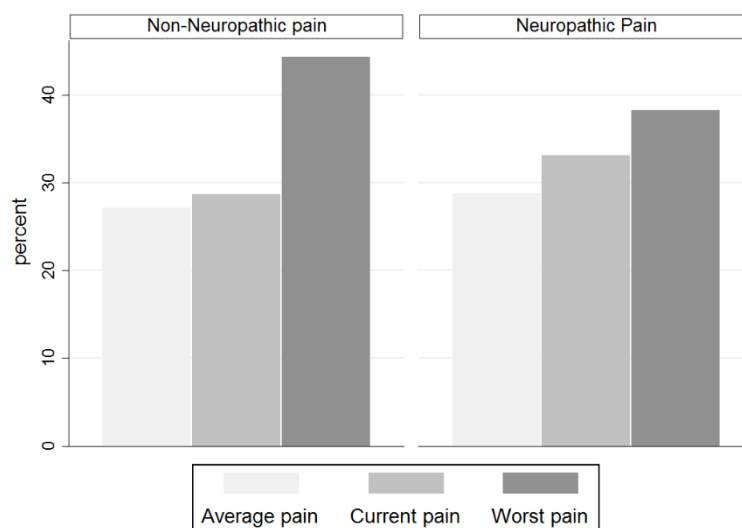 Non-Neuropathic pain
Neuropathic Pain
percent
40
30
20
10
0
Average pain
Current pain
Worst pain